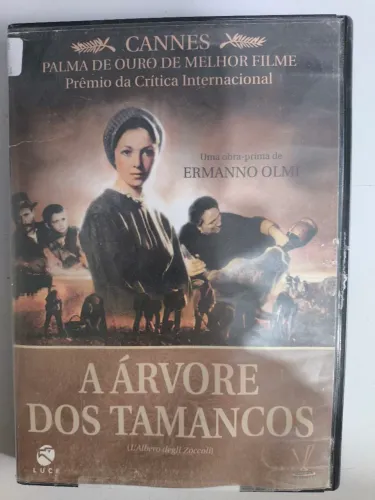 CANNES
PALMA DE OURO DE MELHOR FILME
Prêmio da Crítica Internacional
Uma obra-prima de
ERMANNO OLMI
A ÁRVORE
DOS TAMANCOS
(L'Albero degli Zoccoli)
LUCE